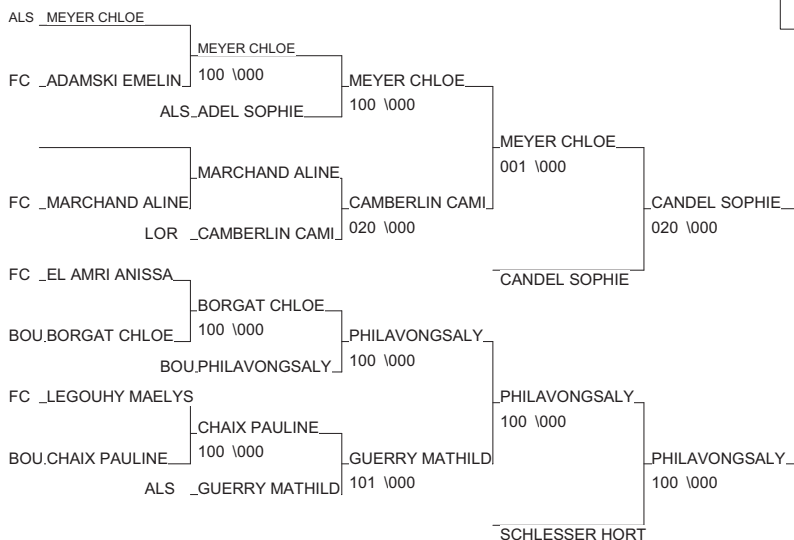 ALS MEYER CHLOE
MEYER CHLOE
100 \000
FC ADAMSKI EMELIN
MEYER CHLOE
100 \000
ALS ADEL SOPHIE
MEYER CHLOE
001 \000
MARCHAND ALINE
FC MARCHAND ALINE
CAMBERLIN CAMI
020 \000
CANDEL SOPHIE
020 \000
LOR CAMBERLIN CAMI
FC EL AMRI ANISSA
CANDEL SOPHIE
BORGAT CHLOE
100 \000
BOU BORGAT CHLOE
PHILAVONGSALY
100 \000
BOU PHILAVONGSALY
FC LEGOUHY MAELYS
PHILAVONGSALY
100 \000
CHAIX PAULINE
100 \000
BOU CHAIX PAULINE
GUERRY MATHILD
101 \000
PHILAVONGSALY
100 \000
ALS GUERRY MATHILD
SCHLESSER HORT